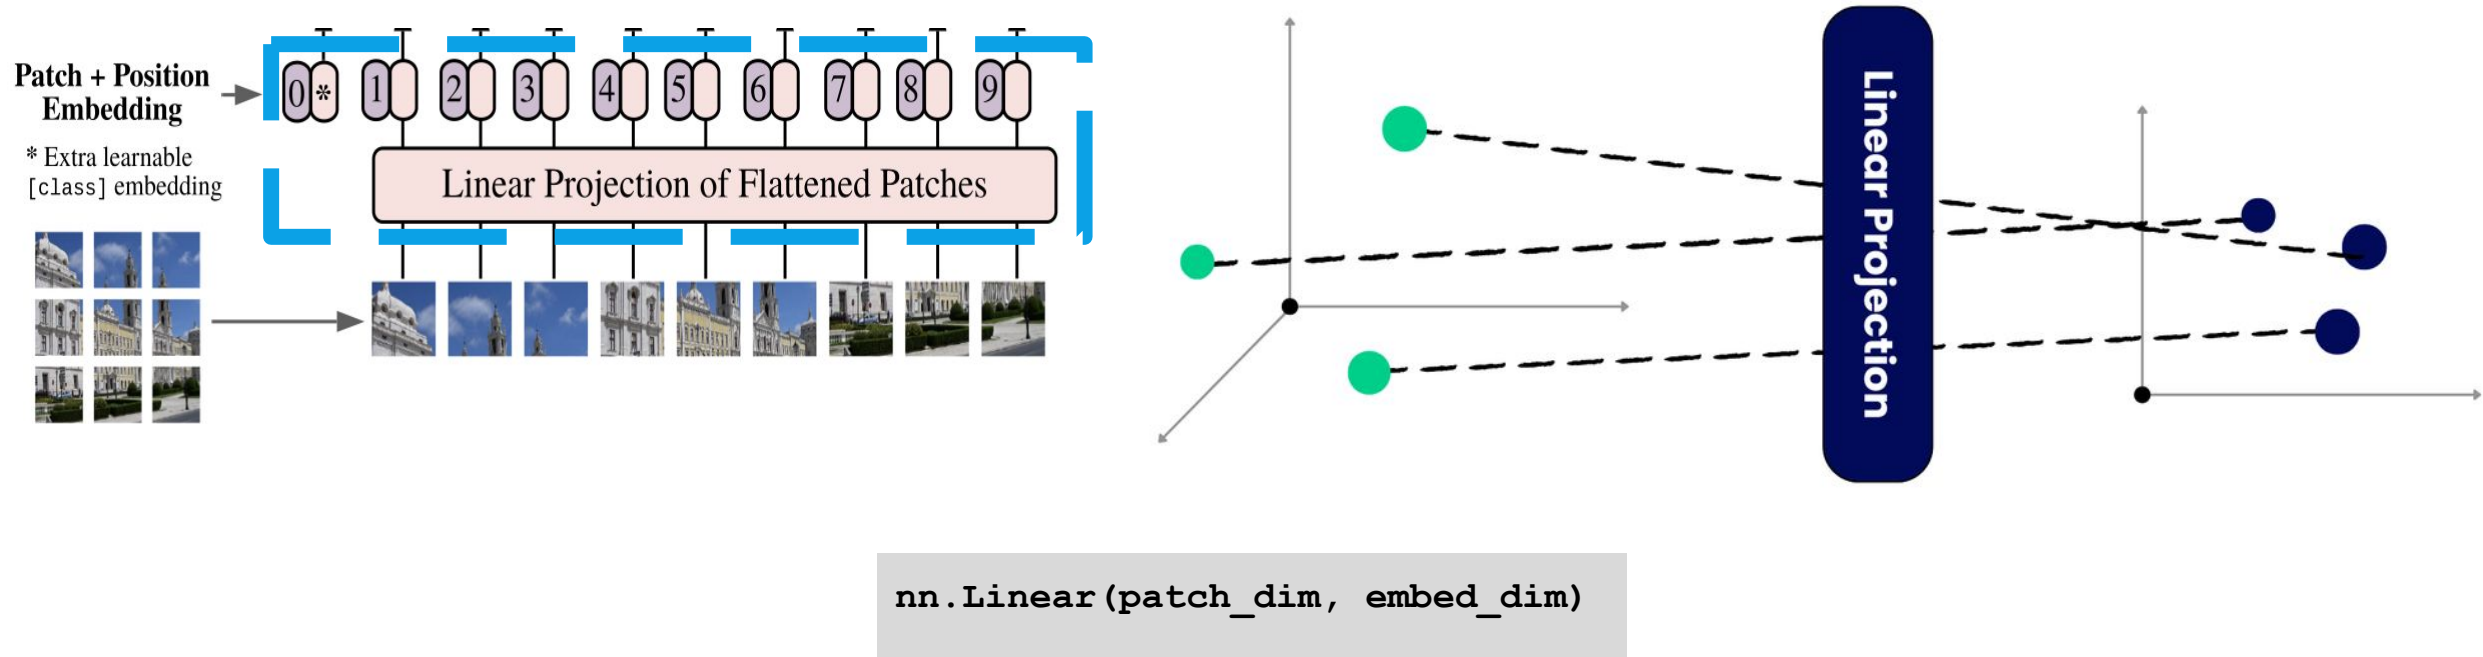 Patch + Position
Embedding
* Extra learnable
[class] embedding
0 * 1 2 3 4 5 6 7 8 9
Linear Projection of Flattened Patches
Linear Projection
nn.Linear(patch_dim, embed_dim)